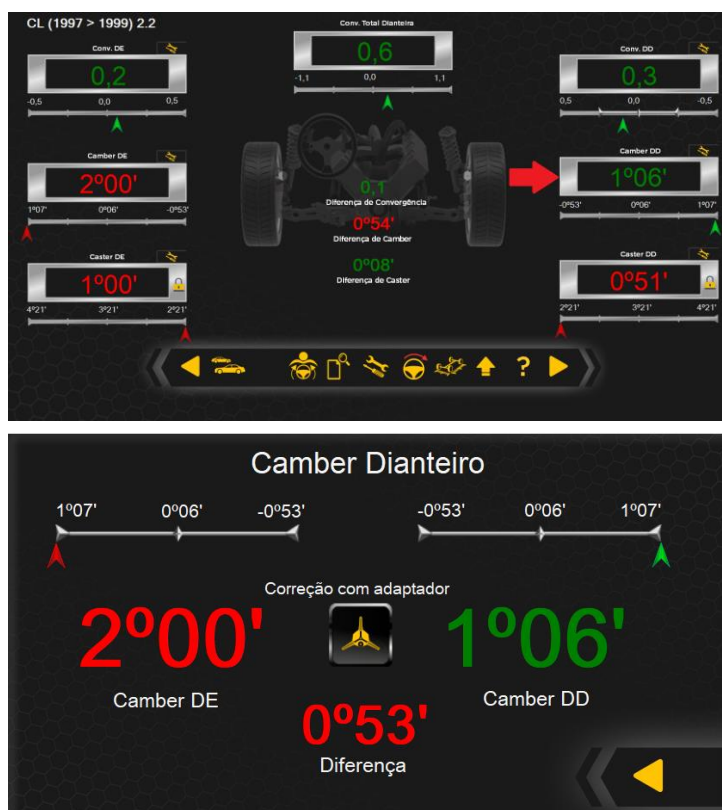 CL (1997 > 1999) 2.2
Conv. DE
0,2
-0,5 0,0 0,5
Conv. Total Dianteira
0,6
-1,1 0,0 1,1
Conv. DD
0,3
0,5 0,0 -0,5
Camber DE
2º00'
1º07' 0º06' -0º53'
Camber DD
1º06'
-0º53' 0º06' 1º07'
0,1
Diferença de Convergência
0º54'
Diferença de Camber
0º08'
Diferença de Caster
Caster DE
1º00'
4º21' 3º21' 2º21'
Caster DD
0º51'
2º21' 3º21' 4º21'
?
Camber Dianteiro
1º07' 0º06' -0º53'
-0º53' 0º06' 1º07'
Correção com adaptador
2º00'
1º06'
Camber DE
Camber DD
0º53'
Diferença